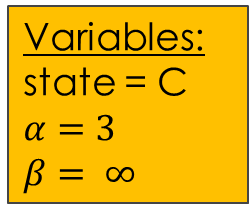 Variables:
state = C
α = 3
β = ∞